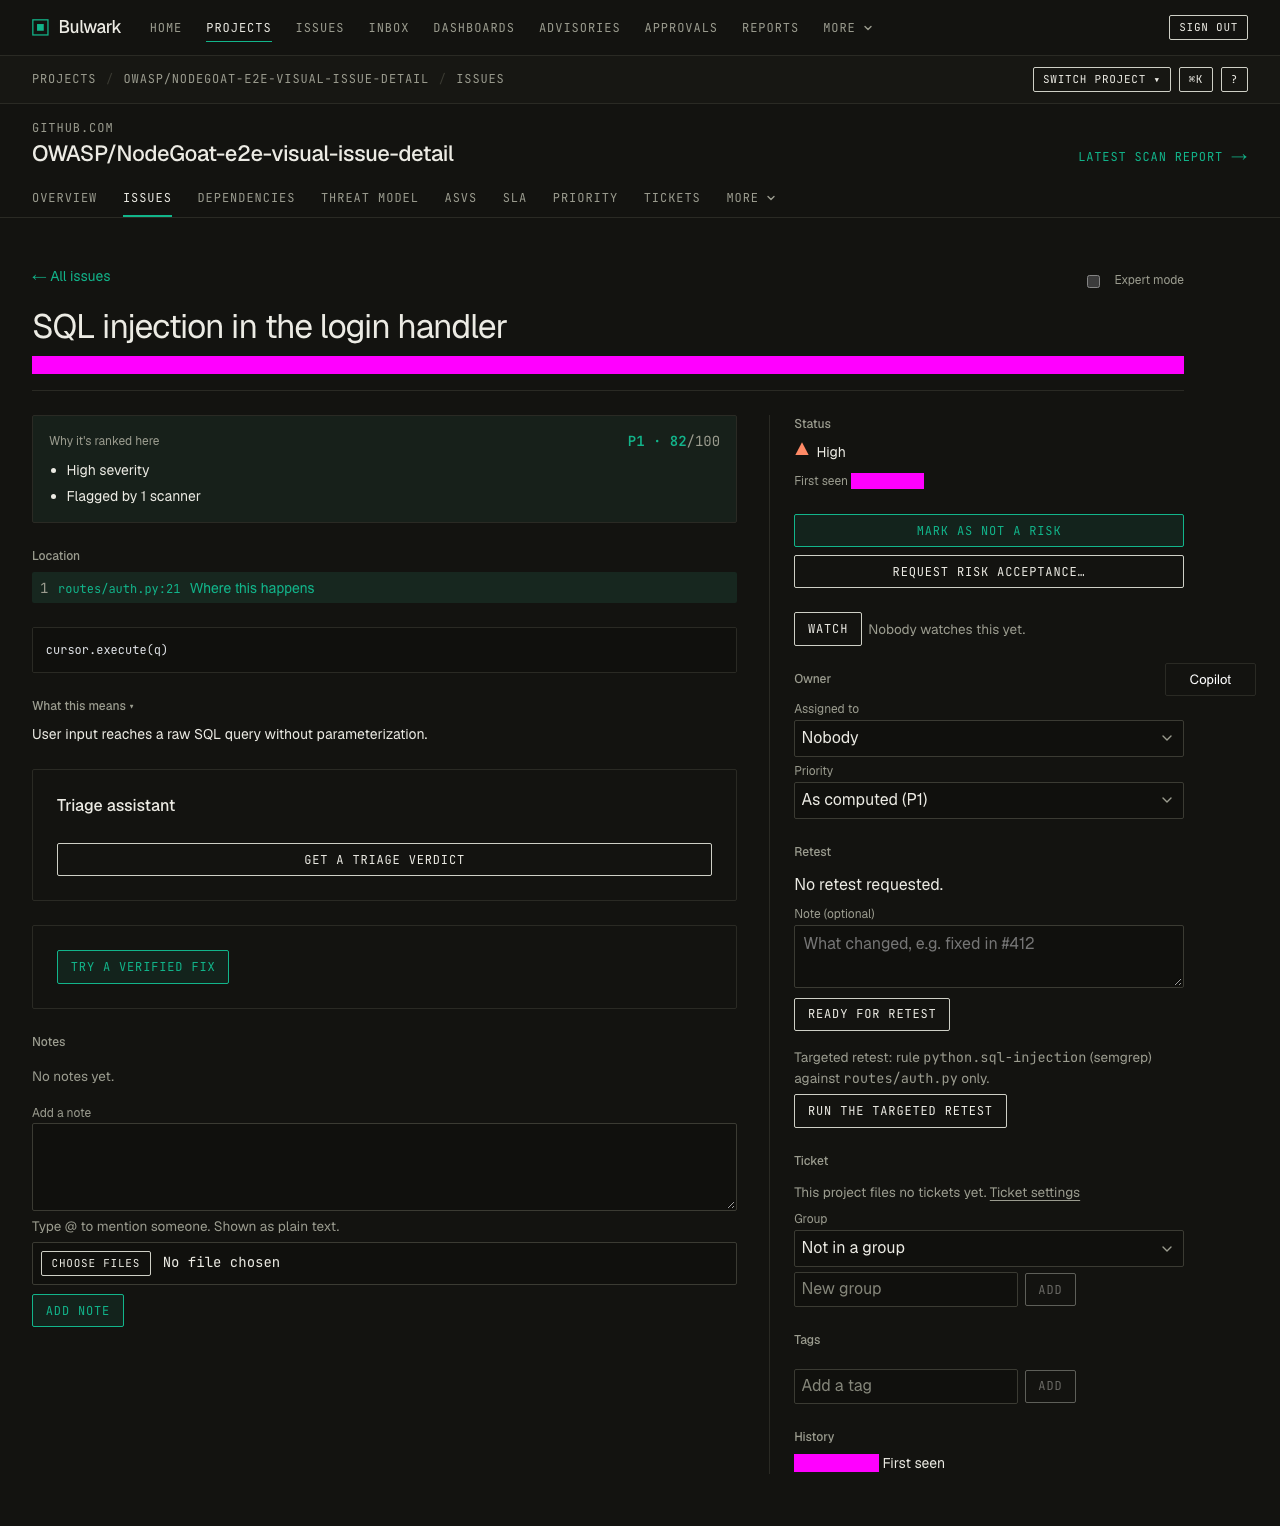 Bulwark HOME PROJECTS ISSUES INBOX DASHBOARDS ADVISORIES APPROVALS REPORTS MORE SIGN OUT
PROJECTS / OWASP/NODEGOAT-E2E-VISUAL-ISSUE-DETAIL / ISSUES SWITCH PROJECT ▾ ⌘K ?
GITHUB.COM
OWASP/NodeGoat-e2e-visual-issue-detail
LATEST SCAN REPORT →
OVERVIEW ISSUES DEPENDENCIES THREAT MODEL ASVS SLA PRIORITY TICKETS MORE
← All issues
Expert mode
SQL injection in the login handler
Why it's ranked here P1 · 82/100
High severity
Flagged by 1 scanner
Location
1 routes/auth.py:21 Where this happens
cursor.execute(q)
What this means ▾
User input reaches a raw SQL query without parameterization.
Triage assistant
GET A TRIAGE VERDICT
TRY A VERIFIED FIX
Notes
No notes yet.
Add a note
Type @ to mention someone. Shown as plain text.
CHOOSE FILES No file chosen
ADD NOTE
Status
High
First seen
MARK AS NOT A RISK
REQUEST RISK ACCEPTANCE…
WATCH Nobody watches this yet.
Owner
Copilot
Assigned to
Nobody
Priority
As computed (P1)
Retest
No retest requested.
Note (optional)
What changed, e.g. fixed in #412
READY FOR RETEST
Targeted retest: rule python.sql-injection (semgrep)
against routes/auth.py only.
RUN THE TARGETED RETEST
Ticket
This project files no tickets yet. Ticket settings
Group
Not in a group
New group ADD
Tags
Add a tag ADD
History
First seen